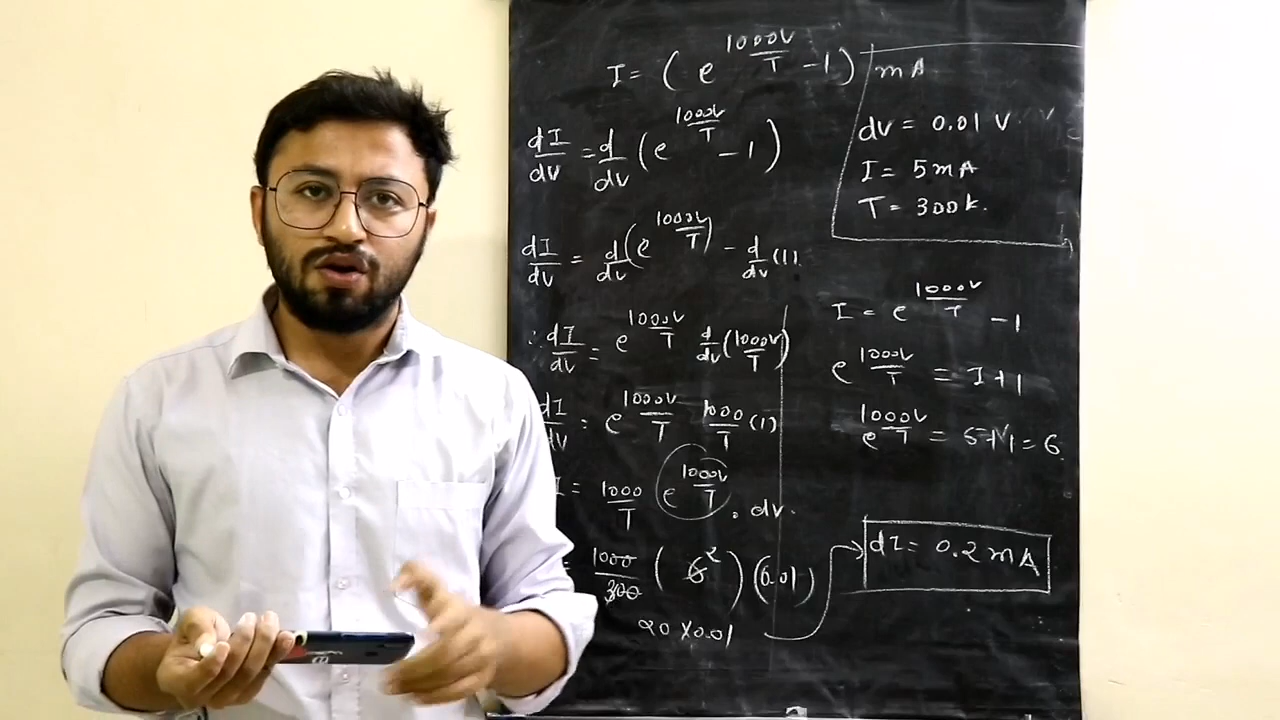 I = ( e^{1000V/T} - 1 ) mA
dV = 0.01 V
I = 5 mA
T = 300 K.
dI/dV = d/dV ( e^{1000V/T} - 1 )
dI/dV = d/dV ( e^{1000V/T} ) - d/dV (1)
∴ dI/dV = e^{1000V/T} d/dV ( 1000V/T )
dI/dV = e^{1000V/T} 1000/T (1)
I = 1000/T e^{1000V/T} . dV.
= 1000/300 ( 6^2 ) (0.01)
20 x 0.01
I = e^{1000V/T} - 1
e^{1000V/T} = I + 1
e^{1000V/T} = 5 + 1 = 6.
dI = 0.2 mA